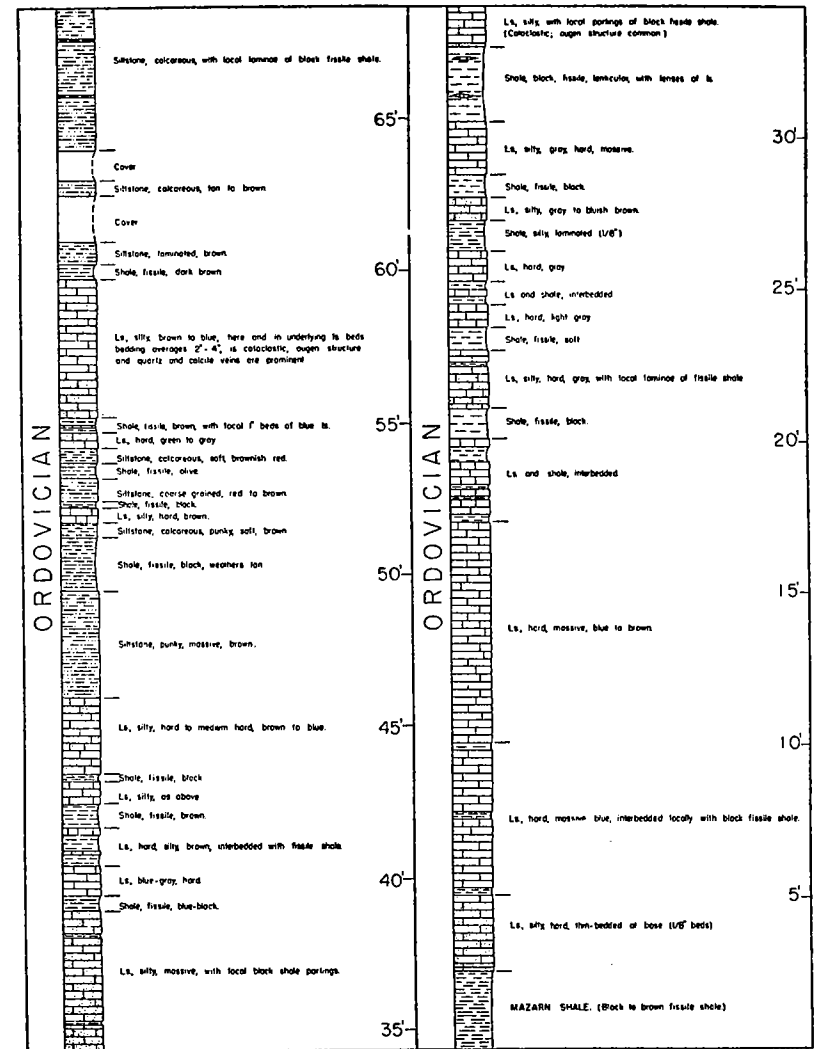 ORDOVICIAN
Siltstone, calcareous, with local laminae of black fissile shale.
65'
Cover
Siltstone, calcareous, tan to brown
Cover
Siltstone, laminated, brown.
60'
Shale, fissile, dark brown
Ls, silty, brown to blue, here and in underlying ls beds
bedding averages 2"- 4", is cataclastic, augen structure
and quartz and calcite veins are prominent
55'
Shale, fissile, brown, with local 1" beds of blue ls.
Ls, hard, green to gray
Siltstone, calcareous, soft, brownish red.
Shale, fissile, olive
Siltstone, coarse grained, red to brown.
Shale, fissile, black.
Ls, silty, hard, brown.
Siltstone, calcareous, punky, soft, brown
50'
Shale, fissile, black, weathers tan
Siltstone, punky, massive, brown.
45'
Ls, silty, hard to medium hard, brown to blue.
Shale, fissile, black
Ls, silty, as above
Shale, fissile, brown.
Ls, hard, silty, brown, interbedded with fissile shale
40'
Ls, blue-gray, hard.
Shale, fissile, blue-black.
Ls, silty, massive, with local black shale partings.
35'
ORDOVICIAN
Ls, silty, with local partings of black fissile shale.
(Cataclastic; augen structure common)
Shale, black, fissile, lenticular, with lenses of ls.
30'
Ls, silty, gray, hard, massive.
Shale, fissile, black.
Ls, silty, gray to bluish brown.
Shale, silty, laminated (1/8")
Ls, hard, gray
25'
Ls and shale, interbedded
Ls, hard, light gray
Shale, fissile, soft
Ls, silty, hard, gray, with local laminae of fissile shale
Shale, fissile, black.
20'
Ls and shale, interbedded
15'
Ls, hard, massive, blue to brown.
10'
Ls, hard, massive blue, interbedded locally with black fissile shale.
5'
Ls, silty, hard, thin-bedded at base (1/8" beds)
MAZARN SHALE. (Black to brown fissile shale)